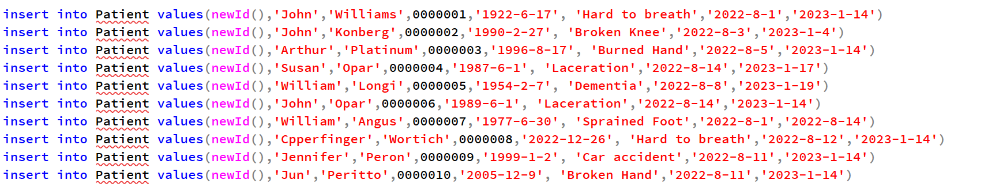 insert into Patient values(newId(),'John','Williams',0000001,'1922-6-17', 'Hard to breath','2022-8-1','2023-1-14')
insert into Patient values(newId(),'John','Konberg',0000002,'1990-2-27', 'Broken Knee','2022-8-3','2023-1-4')
insert into Patient values(newId(),'Arthur','Platinum',0000003,'1996-8-17', 'Burned Hand','2022-8-5','2023-1-14')
insert into Patient values(newId(),'Susan','Opar',0000004,'1987-6-1', 'Laceration','2022-8-14','2023-1-17')
insert into Patient values(newId(),'William','Longi',0000005,'1954-2-7', 'Dementia','2022-8-8','2023-1-19')
insert into Patient values(newId(),'John','Opar',0000006,'1989-6-1', 'Laceration','2022-8-14','2023-1-14')
insert into Patient values(newId(),'William','Angus',0000007,'1977-6-30', 'Sprained Foot','2022-8-1','2022-8-14')
insert into Patient values(newId(),'Cpperfinger','Wortich',0000008,'2022-12-26', 'Hard to breath','2022-8-12','2023-1-14')
insert into Patient values(newId(),'Jennifer','Peron',0000009,'1999-1-2', 'Car accident','2022-8-11','2023-1-14')
insert into Patient values(newId(),'Jun','Peritto',0000010,'2005-12-9', 'Broken Hand','2022-8-11','2023-1-14')